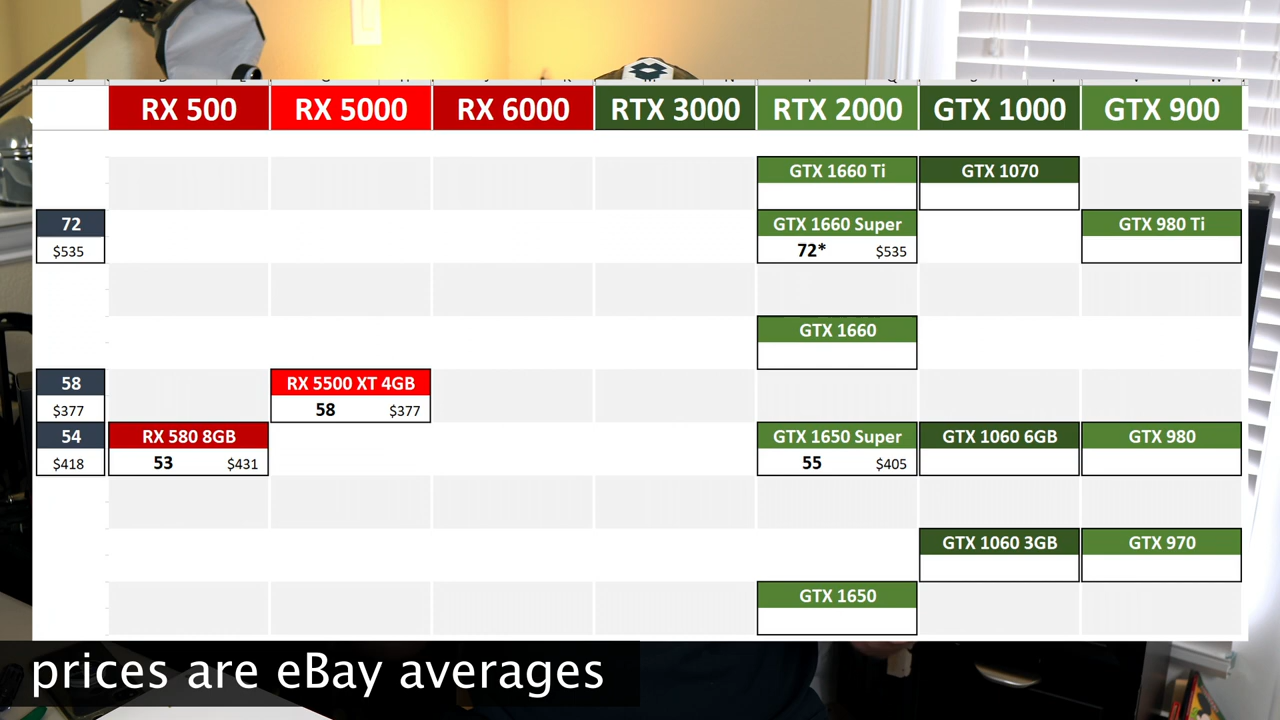 RX 500 RX 5000 RX 6000 RTX 3000 RTX 2000 GTX 1000 GTX 900
GTX 1660 Ti GTX 1070
72 GTX 1660 Super GTX 980 Ti
$535 72* $535
GTX 1660
58 RX 5500 XT 4GB
$377 58 $377
54 RX 580 8GB GTX 1650 Super GTX 1060 6GB GTX 980
$418 53 $431 55 $405
GTX 1060 3GB GTX 970
GTX 1650
prices are eBay averages